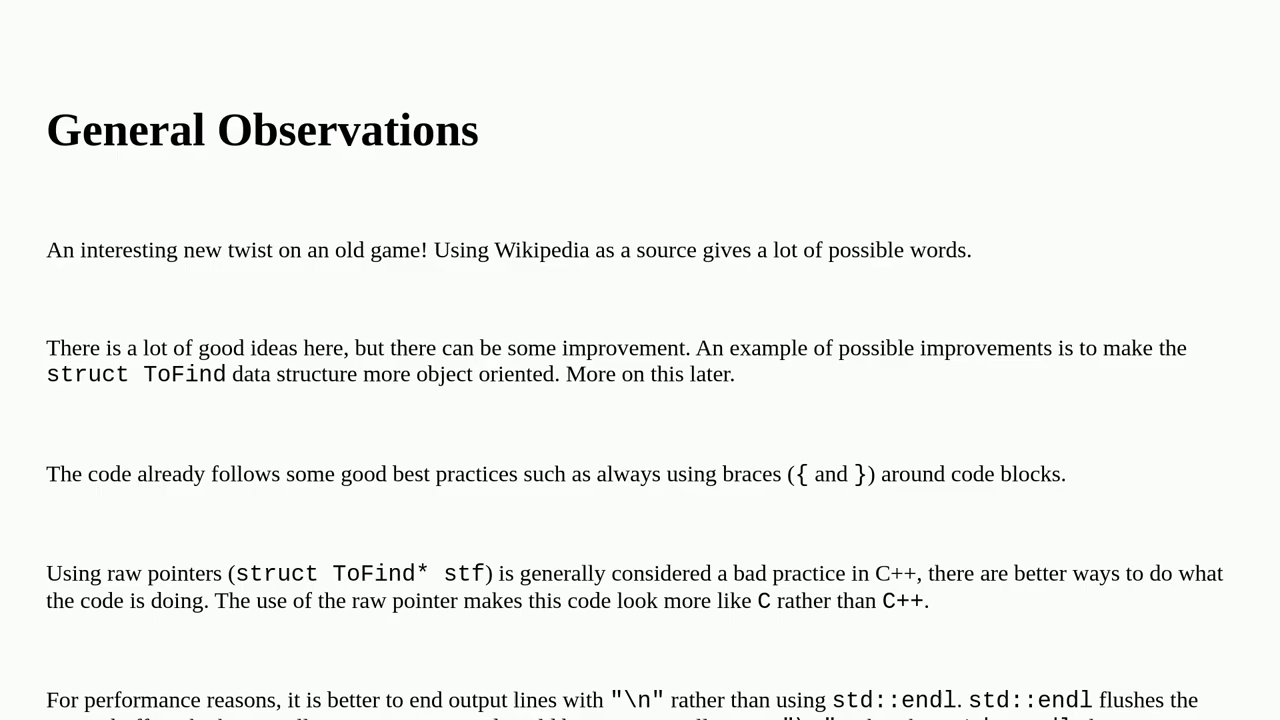 General Observations
An interesting new twist on an old game! Using Wikipedia as a source gives a lot of possible words.
There is a lot of good ideas here, but there can be some improvement. An example of possible improvements is to make the
struct ToFind data structure more object oriented. More on this later.
The code already follows some good best practices such as always using braces ({ and }) around code blocks.
Using raw pointers (struct ToFind* stf) is generally considered a bad practice in C++, there are better ways to do what
the code is doing. The use of the raw pointer makes this code look more like C rather than C++.
For performance reasons, it is better to end output lines with "\n" rather than using std::endl. std::endl flushes the